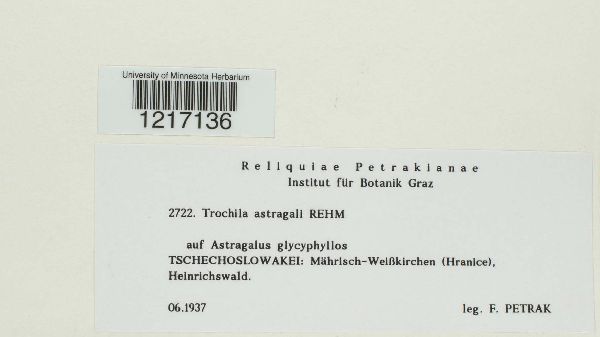 University of Minnesota Herbarium
1217136
Reliquiae Petrakianae
Institut für Botanik Graz
2722. Trochila astragali REHM
auf Astragalus glycyphyllos
TSCHECHOSLOWAKEI: Mährisch-Weißkirchen (Hranice),
Heinrichswald.
06.1937 leg. F. PETRAK